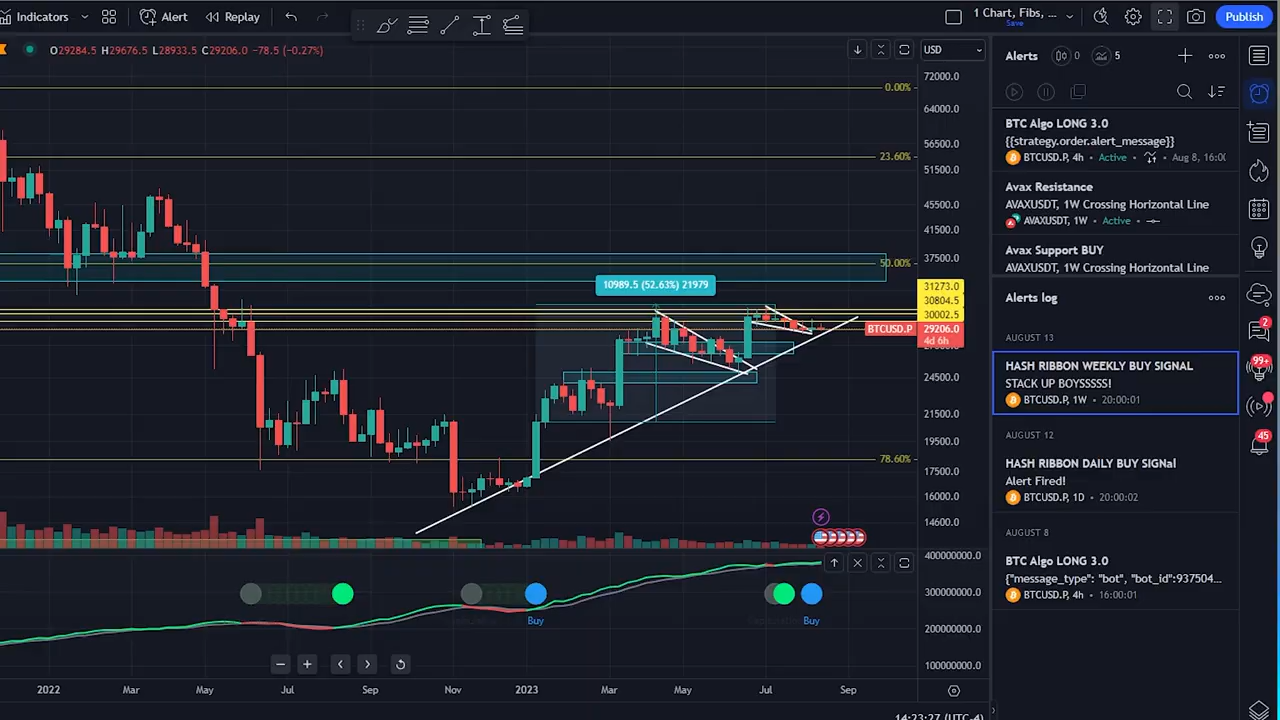 Indicators
Alert
Replay
1 Chart, Fibs, ...
Save
Publish
O29284.5 H29676.5 L28933.5 C29206.0 -78.5 (-0.27%)
USD
72000.0
0.00%
64000.0
23.60%
56500.0
51500.0
45500.0
41500.0
37500.0
50.00%
10989.5 (52.63%) 21979
31273.0
30804.5
30002.5
BTCUSD.P
29206.0
4d 6h
24500.0
21500.0
19500.0
78.60%
17500.0
16000.0
14600.0
400000000.0
300000000.0
200000000.0
100000000.0
Buy
Buy
2022
Mar
May
Jul
Sep
Nov
2023
Mar
May
Jul
Sep
14:23:27 (UTC-4)
Alerts
0
5
BTC Algo LONG 3.0
{{strategy.order.alert_message}}
BTCUSD.P, 4h • Active • Aug 8, 16:00
Avax Resistance
AVAXUSDT, 1W Crossing Horizontal Line
AVAXUSDT, 1W • Active •
Avax Support BUY
AVAXUSDT, 1W Crossing Horizontal Line
Alerts log
AUGUST 13
HASH RIBBON WEEKLY BUY SIGNAL
STACK UP BOYSSSSS!
BTCUSD.P, 1W • 20:00:01
AUGUST 12
HASH RIBBON DAILY BUY SIGNAl
Alert Fired!
BTCUSD.P, 1D • 20:00:02
AUGUST 8
BTC Algo LONG 3.0
{"message_type": "bot", "bot_id":937504...
BTCUSD.P, 4h • 16:00:01
2
99+
45